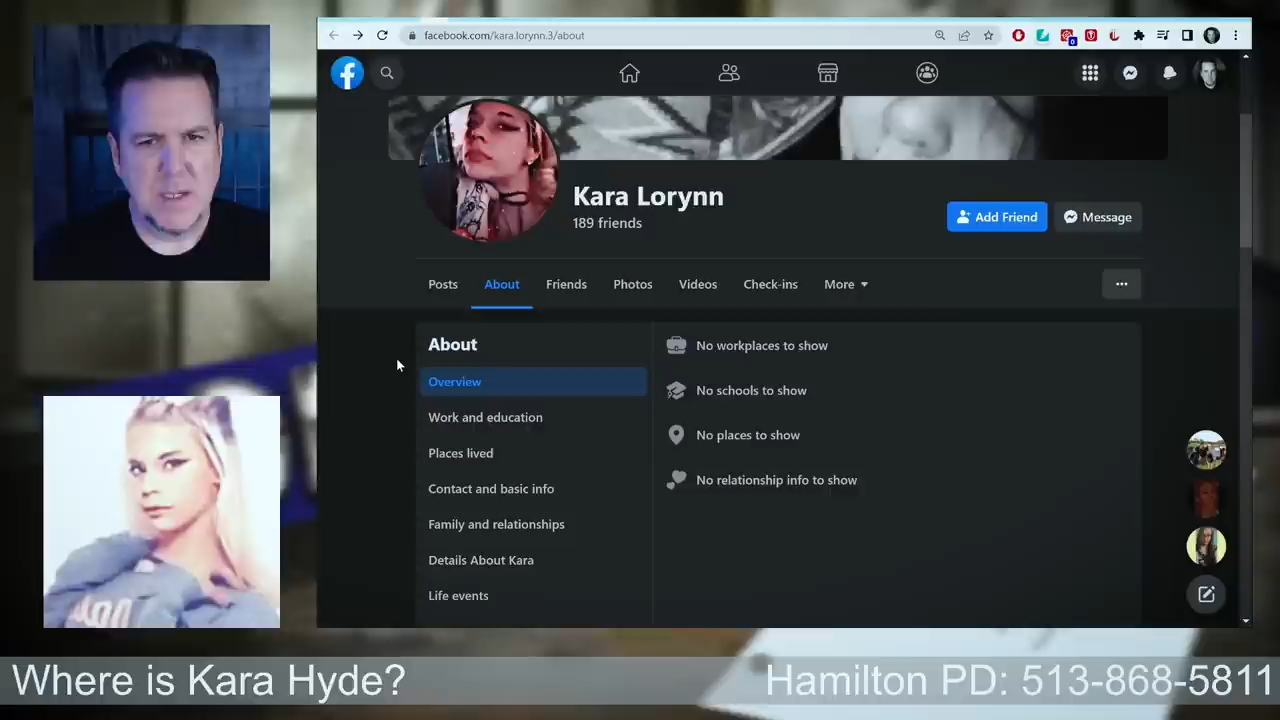 facebook.com/kara.lorynn.3/about
Kara Lorynn
189 friends
Add Friend
Message
Posts
About
Friends
Photos
Videos
Check-ins
More
About
Overview
Work and education
Places lived
Contact and basic info
Family and relationships
Details About Kara
Life events
No workplaces to show
No schools to show
No places to show
No relationship info to show
Where is Kara Hyde?
Hamilton PD: 513-868-5811